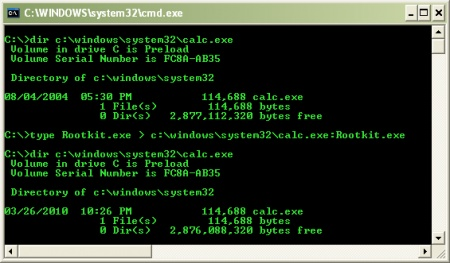 C:\WINDOWS\system32\cmd.exe
C:\>dir c:\windows\system32\calc.exe
Volume in drive C is Preload
Volume Serial Number is FC8A-AB35
Directory of c:\windows\system32
08/04/2004 05:30 PM 114,688 calc.exe
1 File(s) 114,688 bytes
0 Dir(s) 2,877,112,320 bytes free
C:\>type Rootkit.exe > c:\windows\system32\calc.exe:Rootkit.exe
C:\>dir c:\windows\system32\calc.exe
Volume in drive C is Preload
Volume Serial Number is FC8A-AB35
Directory of c:\windows\system32
03/26/2010 10:26 PM 114,688 calc.exe
1 File(s) 114,688 bytes
0 Dir(s) 2,876,088,320 bytes free